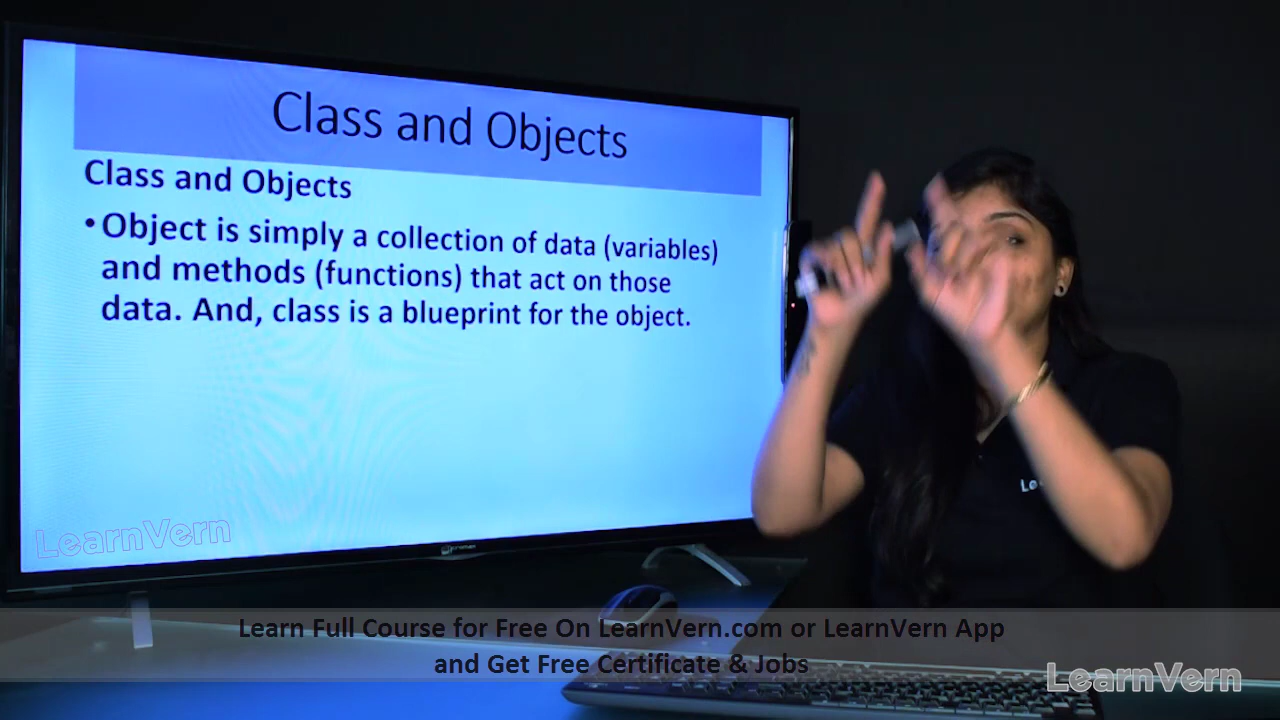 Class and Objects
Class and Objects
•Object is simply a collection of data (variables)
and methods (functions) that act on those
data. And, class is a blueprint for the object.
LearnVern
Learn Full Course for Free On LearnVern.com or LearnVern App
and Get Free Certificate & Jobs
LearnVern